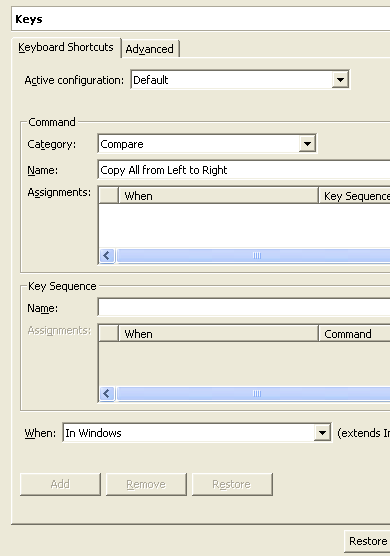 Keys
Keyboard Shortcuts Advanced
Active configuration: Default
Command
Category: Compare
Name: Copy All from Left to Right
Assignments: When Key Sequence
Key Sequence
Name:
Assignments: When Command
When: In Windows (extends
Add Remove Restore
Restore